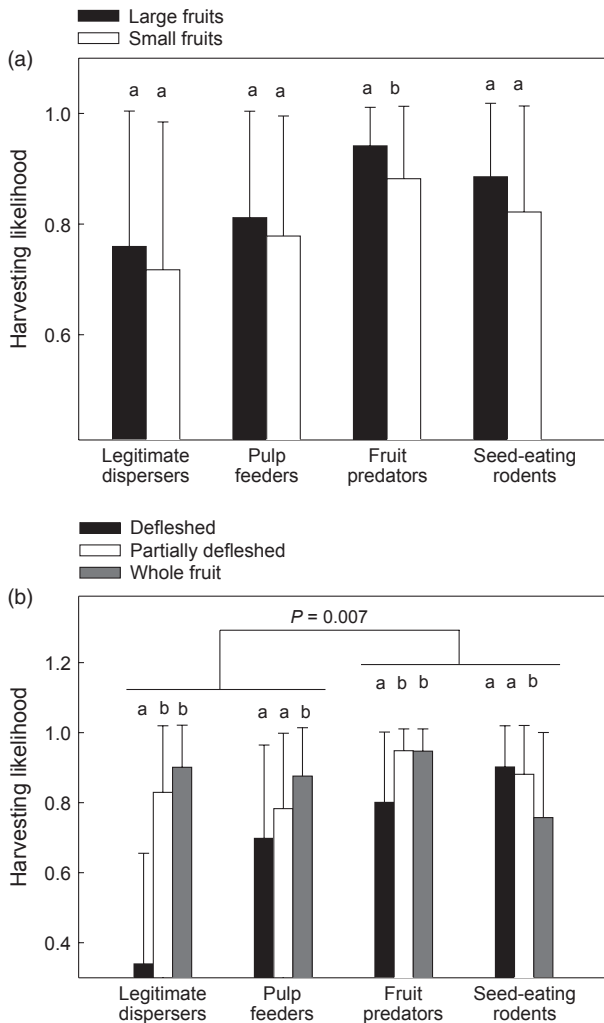 Large fruits
Small fruits
(a)
a a a a a b a a
1.0
0.8
0.6
Harvesting likelihood
Legitimate dispersers
Pulp feeders
Fruit predators
Seed-eating rodents
Defleshed
Partially defleshed
Whole fruit
(b)
P = 0.007
a b b a a b a b b a a b
1.2
1.0
0.8
0.6
0.4
Harvesting likelihood
Legitimate dispersers
Pulp feeders
Fruit predators
Seed-eating rodents